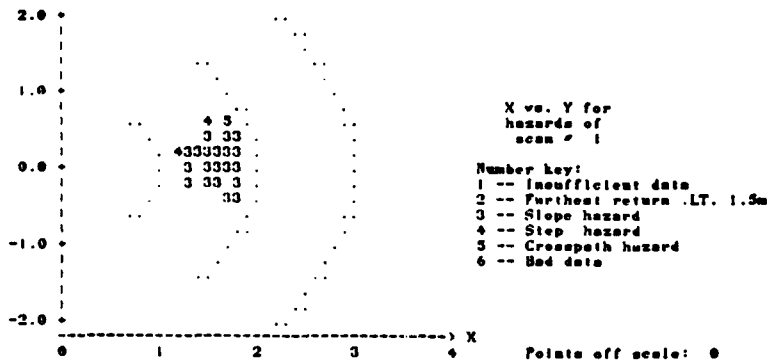 2.0
1.0
0.0
-1.0
-2.0
4 5
3 33
4333333
3 3333
3 33 3
33
X
0 1 2 3 4
X vs. Y for
hazards of
scan # 1
Number key:
1 -- Insufficient data
2 -- Furthest return .LT. 1.5m
3 -- Slope hazard
4 -- Step hazard
5 -- Crosspath hazard
6 -- Bad data
Points off scale: 0